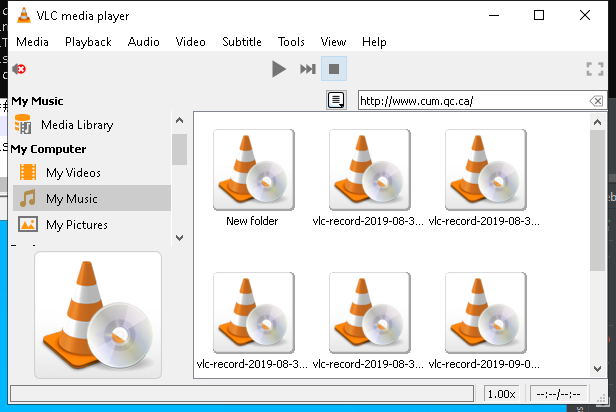 VLC media player
Media Playback Audio Video Subtitle Tools View Help
My Music
http://www.cum.qc.ca/
Media Library
My Computer
My Videos
My Music
My Pictures
New folder
vlc-record-2019-08-3...
vlc-record-2019-08-3...
vlc-record-2019-08-3...
vlc-record-2019-08-3...
vlc-record-2019-09-0...
1.00x
--:--/--:--